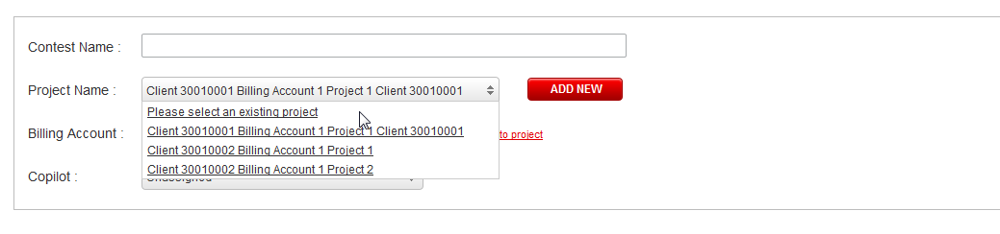 Contest Name :
Project Name : Client 30010001 Billing Account 1 Project 1 Client 30010001 ADD NEW
Please select an existing project
Client 30010001 Billing Account 1 Project 1 Client 30010001
Billing Account : to project
Client 30010002 Billing Account 1 Project 1
Client 30010002 Billing Account 1 Project 2
Copilot : Unassigned